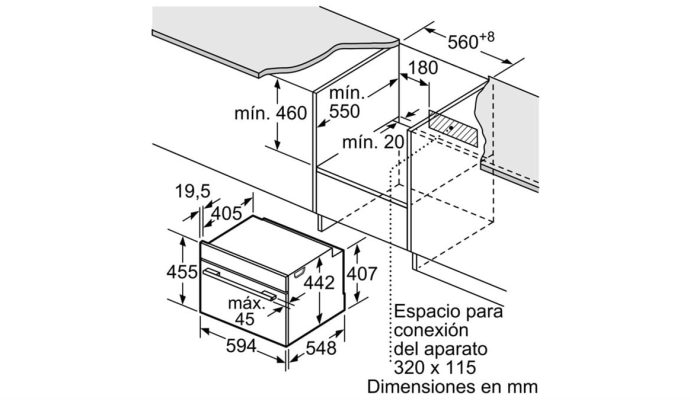 560+8
180
mín.
550
mín. 460
mín. 20
19,5
405
455
442
407
máx.
45
594
548
Espacio para
conexión
del aparato
320 x 115
Dimensiones en mm